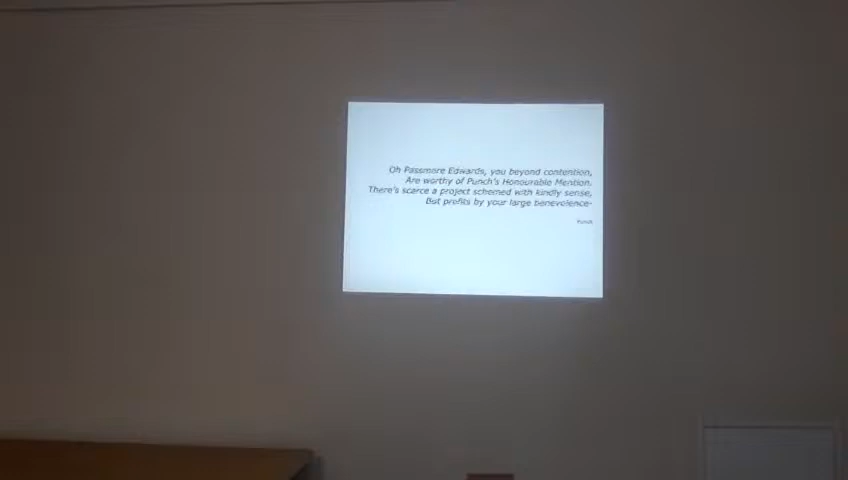 Oh Passmore Edwards, you beyond contention,
Are worthy of Punch's Honourable Mention.
There's scarce a project schemed with kindly sense,
But profits by your large benevolence-
Punch